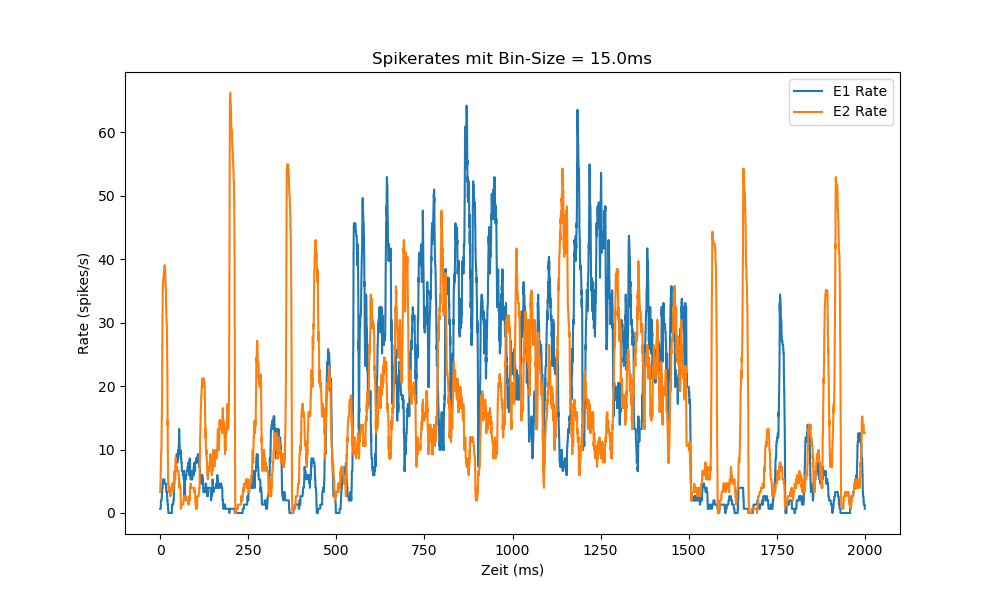 Spikerates mit Bin-Size = 15.0ms
E1 Rate
E2 Rate
Rate (spikes/s)
60
50
40
30
20
10
0
0 250 500 750 1000 1250 1500 1750 2000
Zeit (ms)